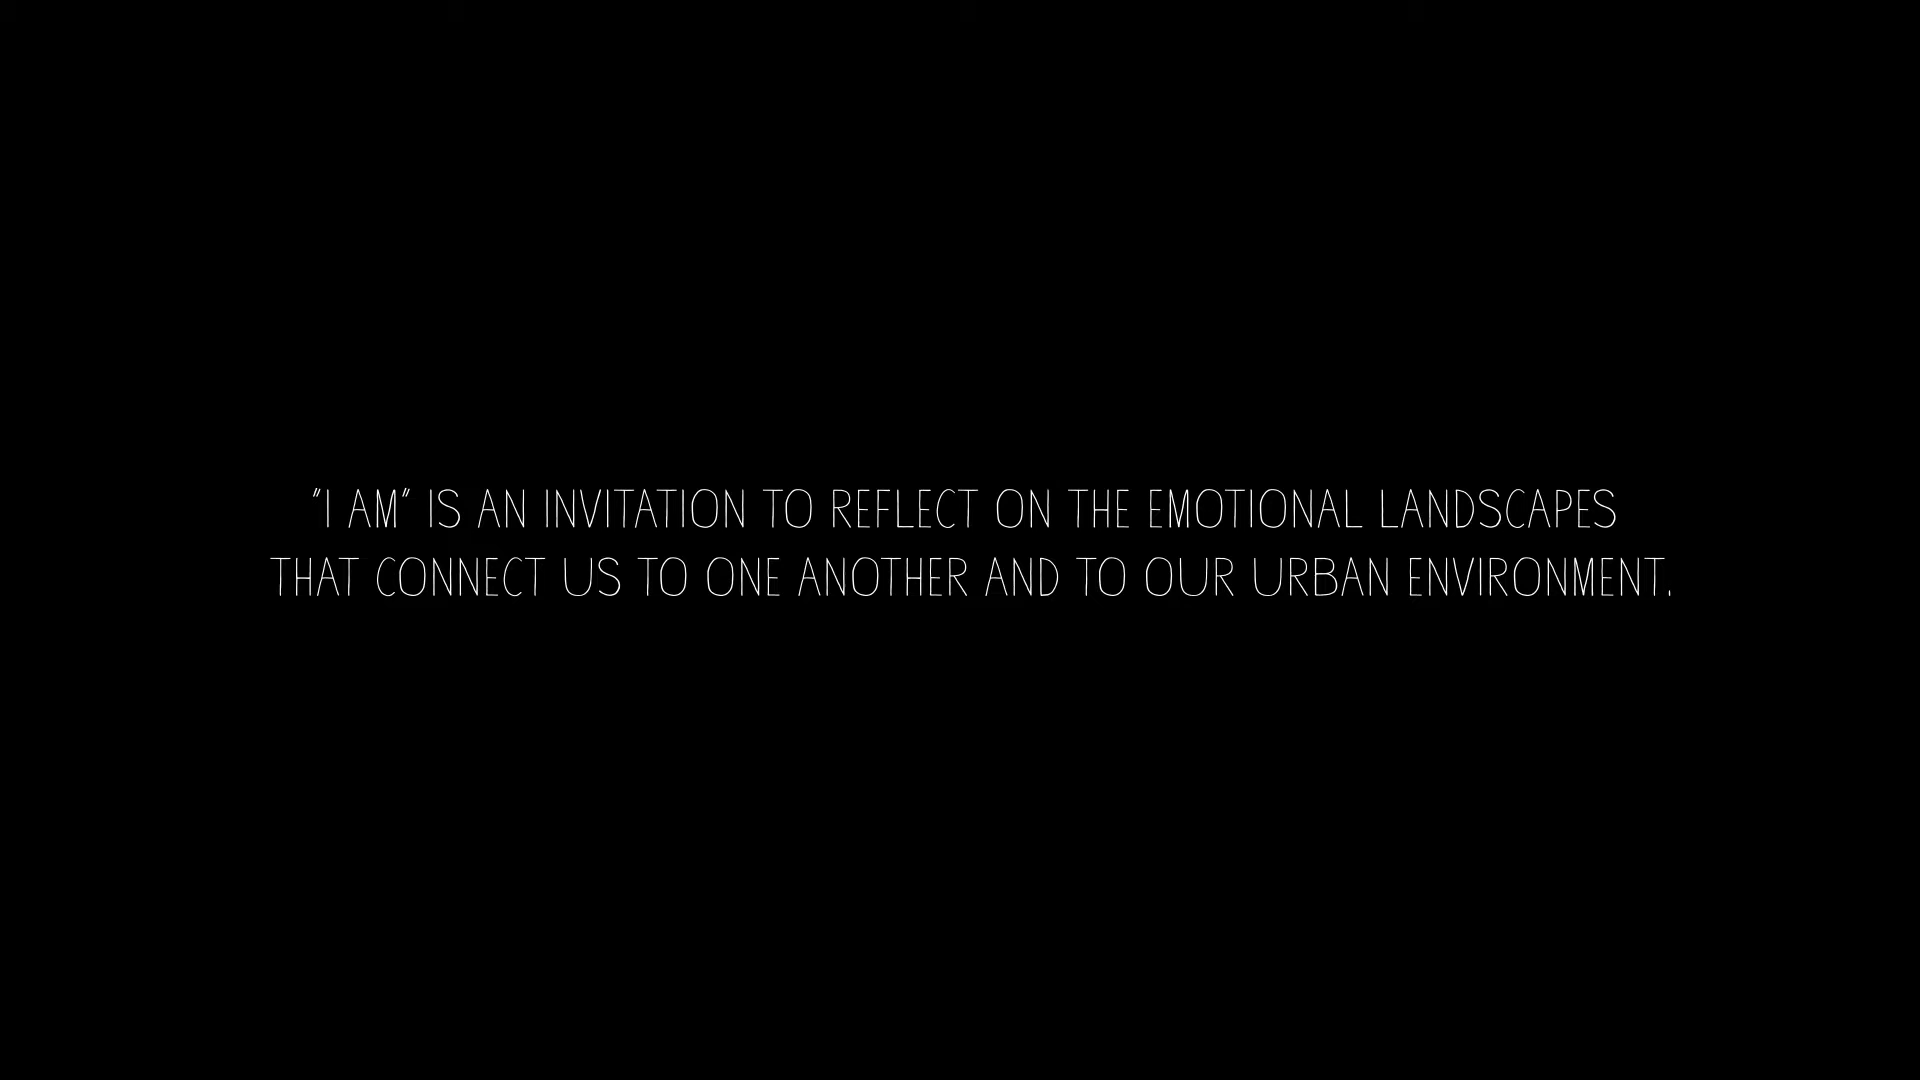 "I AM" IS AN INVITATION TO REFLECT ON THE EMOTIONAL LANDSCAPES
THAT CONNECT US TO ONE ANOTHER AND TO OUR URBAN ENVIRONMENT.